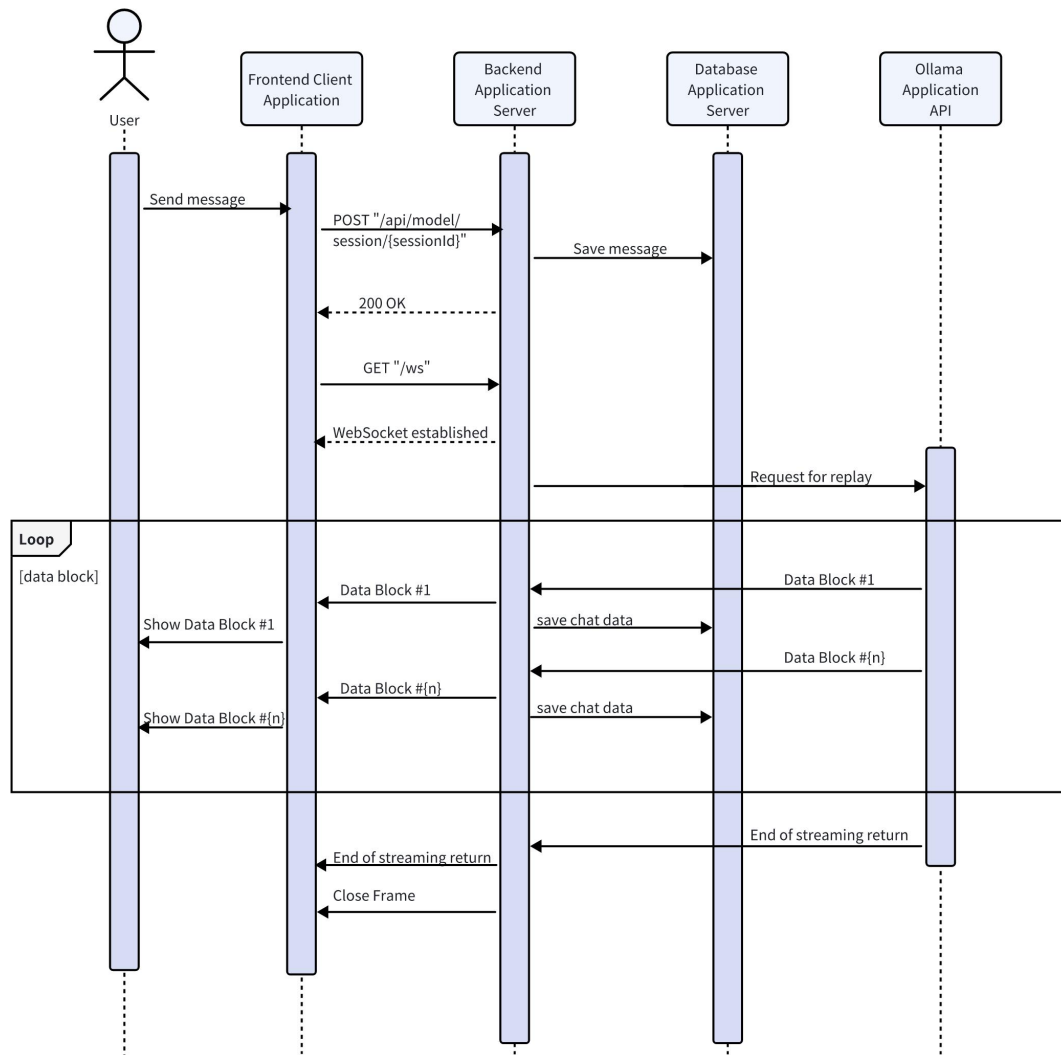 User
Frontend Client
Application
Backend
Application
Server
Database
Application
Server
Ollama
Application
API
Send message
POST "/api/model/
session/{sessionId}"
Save message
200 OK
GET "/ws"
WebSocket established
Request for replay
Loop
[data block]
Data Block #1
Data Block #1
save chat data
Show Data Block #1
Data Block #{n}
Data Block #{n}
save chat data
Show Data Block #{n}
End of streaming return
End of streaming return
Close Frame